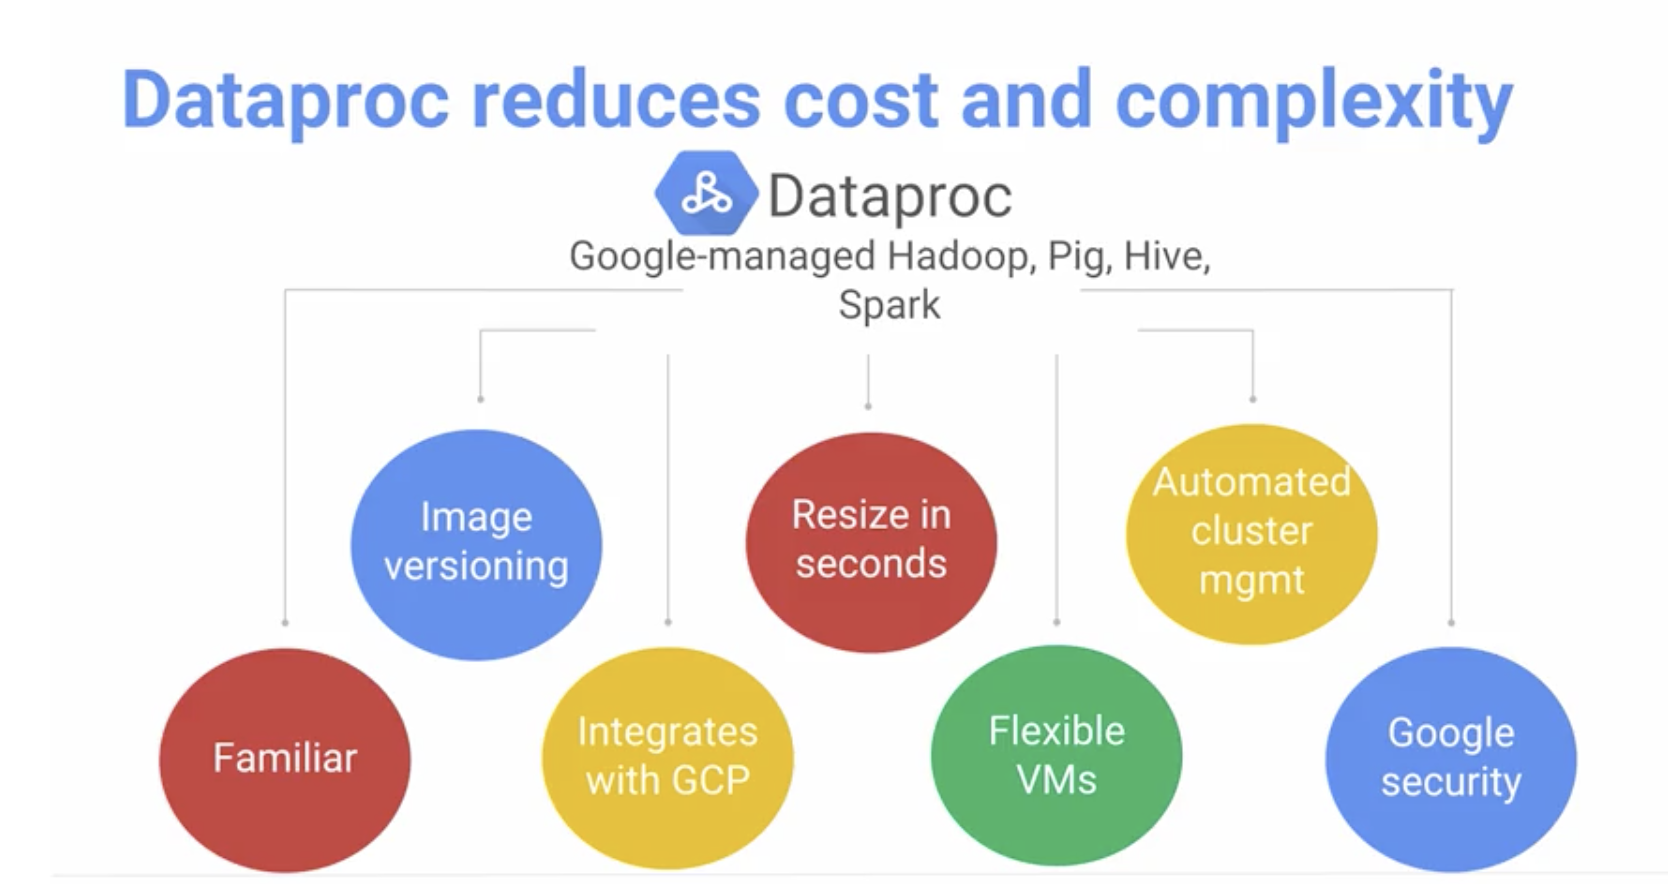 Dataproc reduces cost and complexity
Dataproc
Google-managed Hadoop, Pig, Hive,
Spark
Image
versioning
Resize in
seconds
Automated
cluster
mgmt
Familiar
Integrates
with GCP
Flexible
VMs
Google
security